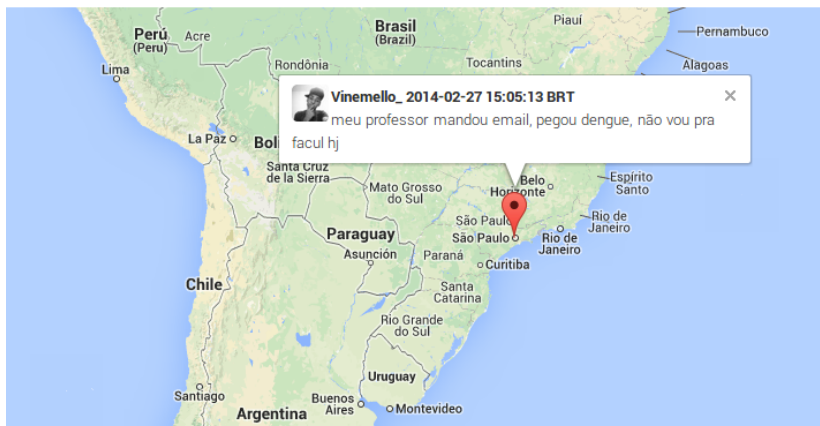 Brasil
(Brazil)
Piauí
Pernambuco
Perú
(Peru)
Acre
Rondônia
Tocantins
Alagoas
Lima
Vinemello_ 2014-02-27 15:05:13 BRT
×
meu professor mandou email, pegou dengue, não vou pra
facul hj
La Paz
Boli
Santa Cruz
de la Sierra
Mato Grosso
do Sul
Belo
Horizonte
Espírito
Santo
São Paulo
São Paulo
Rio de
Janeiro
Rio de
Janeiro
Paraguay
Asunción
Paraná
Curitiba
Chile
Santa
Catarina
Rio Grande
do Sul
Uruguay
Santiago
Buenos
Aires
Montevideo
Argentina